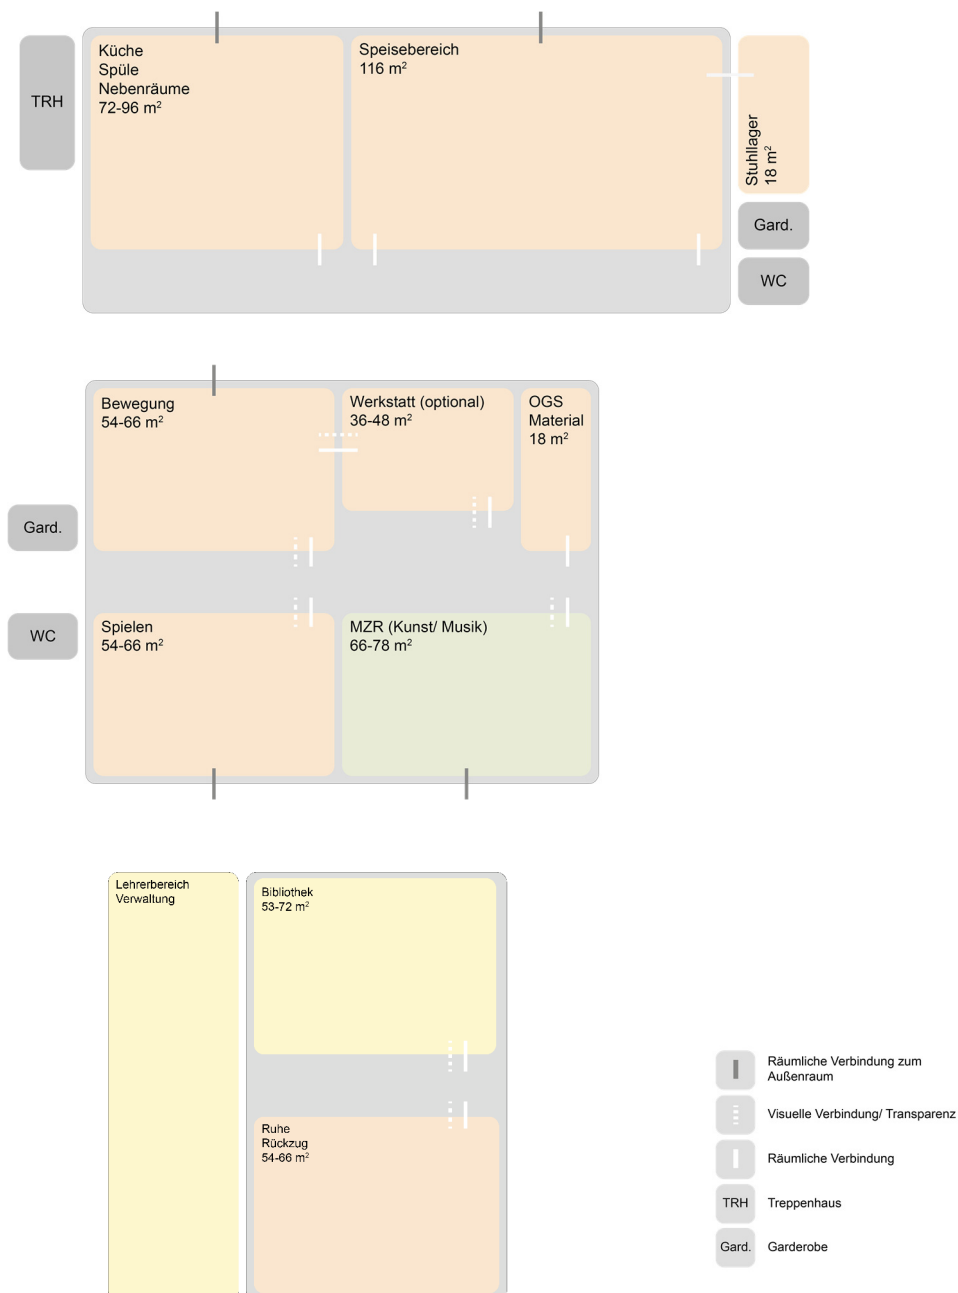 TRH
Küche
Spüle
Nebenräume
72-96 m²
Speisebereich
116 m²
Stuhllager
18 m²
Gard.
WC
Bewegung
54-66 m²
Werkstatt (optional)
36-48 m²
OGS
Material
18 m²
Gard.
WC
Spielen
54-66 m²
MZR (Kunst/ Musik)
66-78 m²
Lehrerbereich
Verwaltung
Bibliothek
53-72 m²
Ruhe
Rückzug
54-66 m²
Räumliche Verbindung zum
Außenraum
Visuelle Verbindung/ Transparenz
Räumliche Verbindung
TRH Treppenhaus
Gard. Garderobe